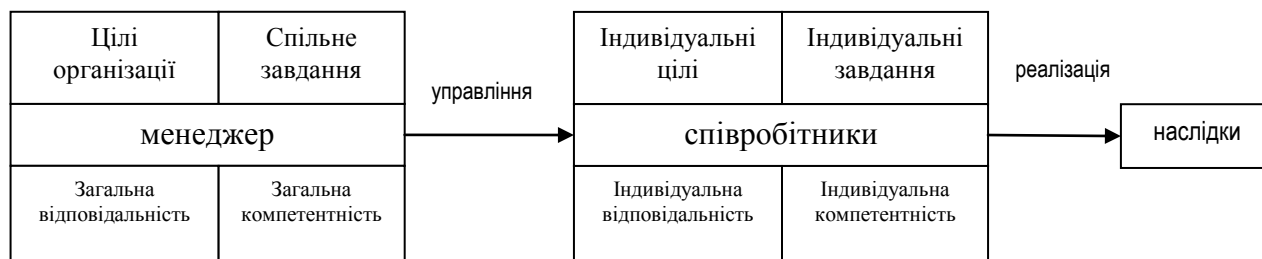 Цілі
організації
Спільне
завдання
управління
Індивідуальні
цілі
Індивідуальні
завдання
реалізація
менеджер
співробітники
наслідки
Загальна
відповідальність
Загальна
компетентність
Індивідуальна
відповідальність
Індивідуальна
компетентність